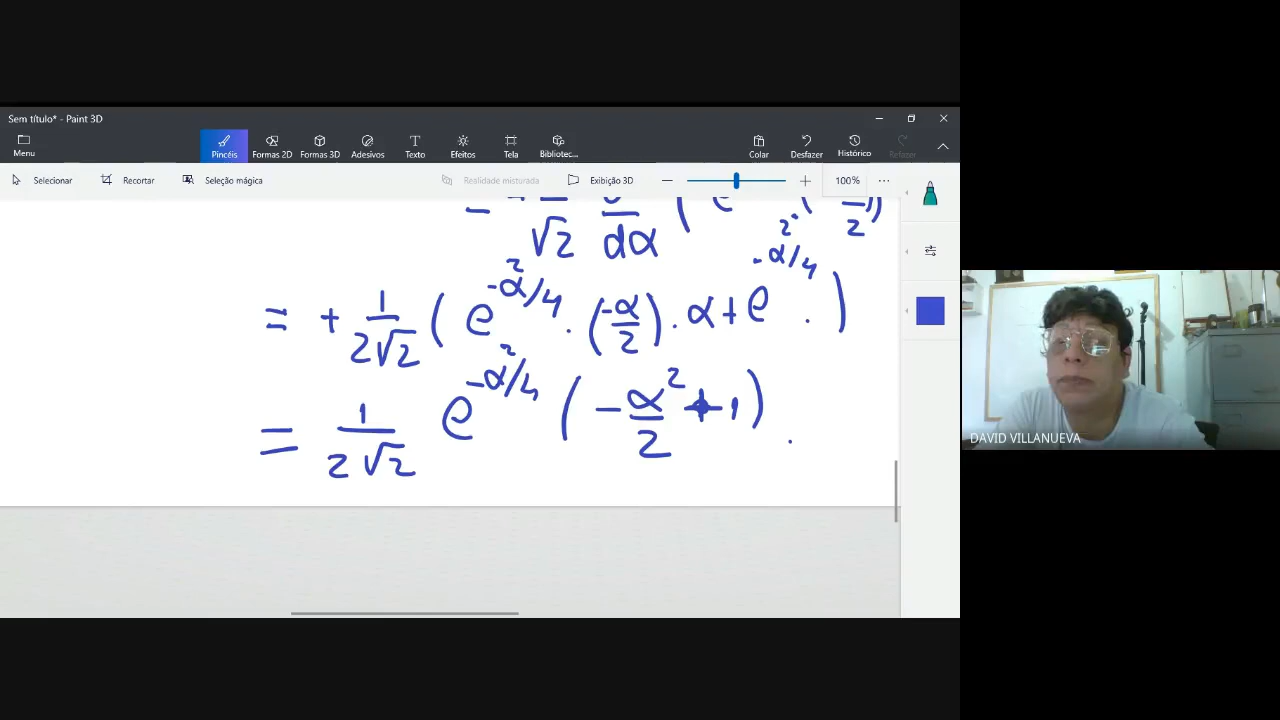 Sem título* - Paint 3D
Menu
Pincéis
Formas 2D
Formas 3D
Adesivos
Texto
Efeitos
Tela
Bibliotec...
Colar
Desfazer
Histórico
Refazer
Selecionar
Recortar
Seleção mágica
Realidade misturada
Exibição 3D
100%
√2 dα 2
= + 1/(2√2) ( e^(-α²/4) · (-α/2) · α + e^(-α²/4) · )
= 1/(2√2) e^(-α²/4) ( - α²/2 + 1 ) .
DAVID VILLANUEVA